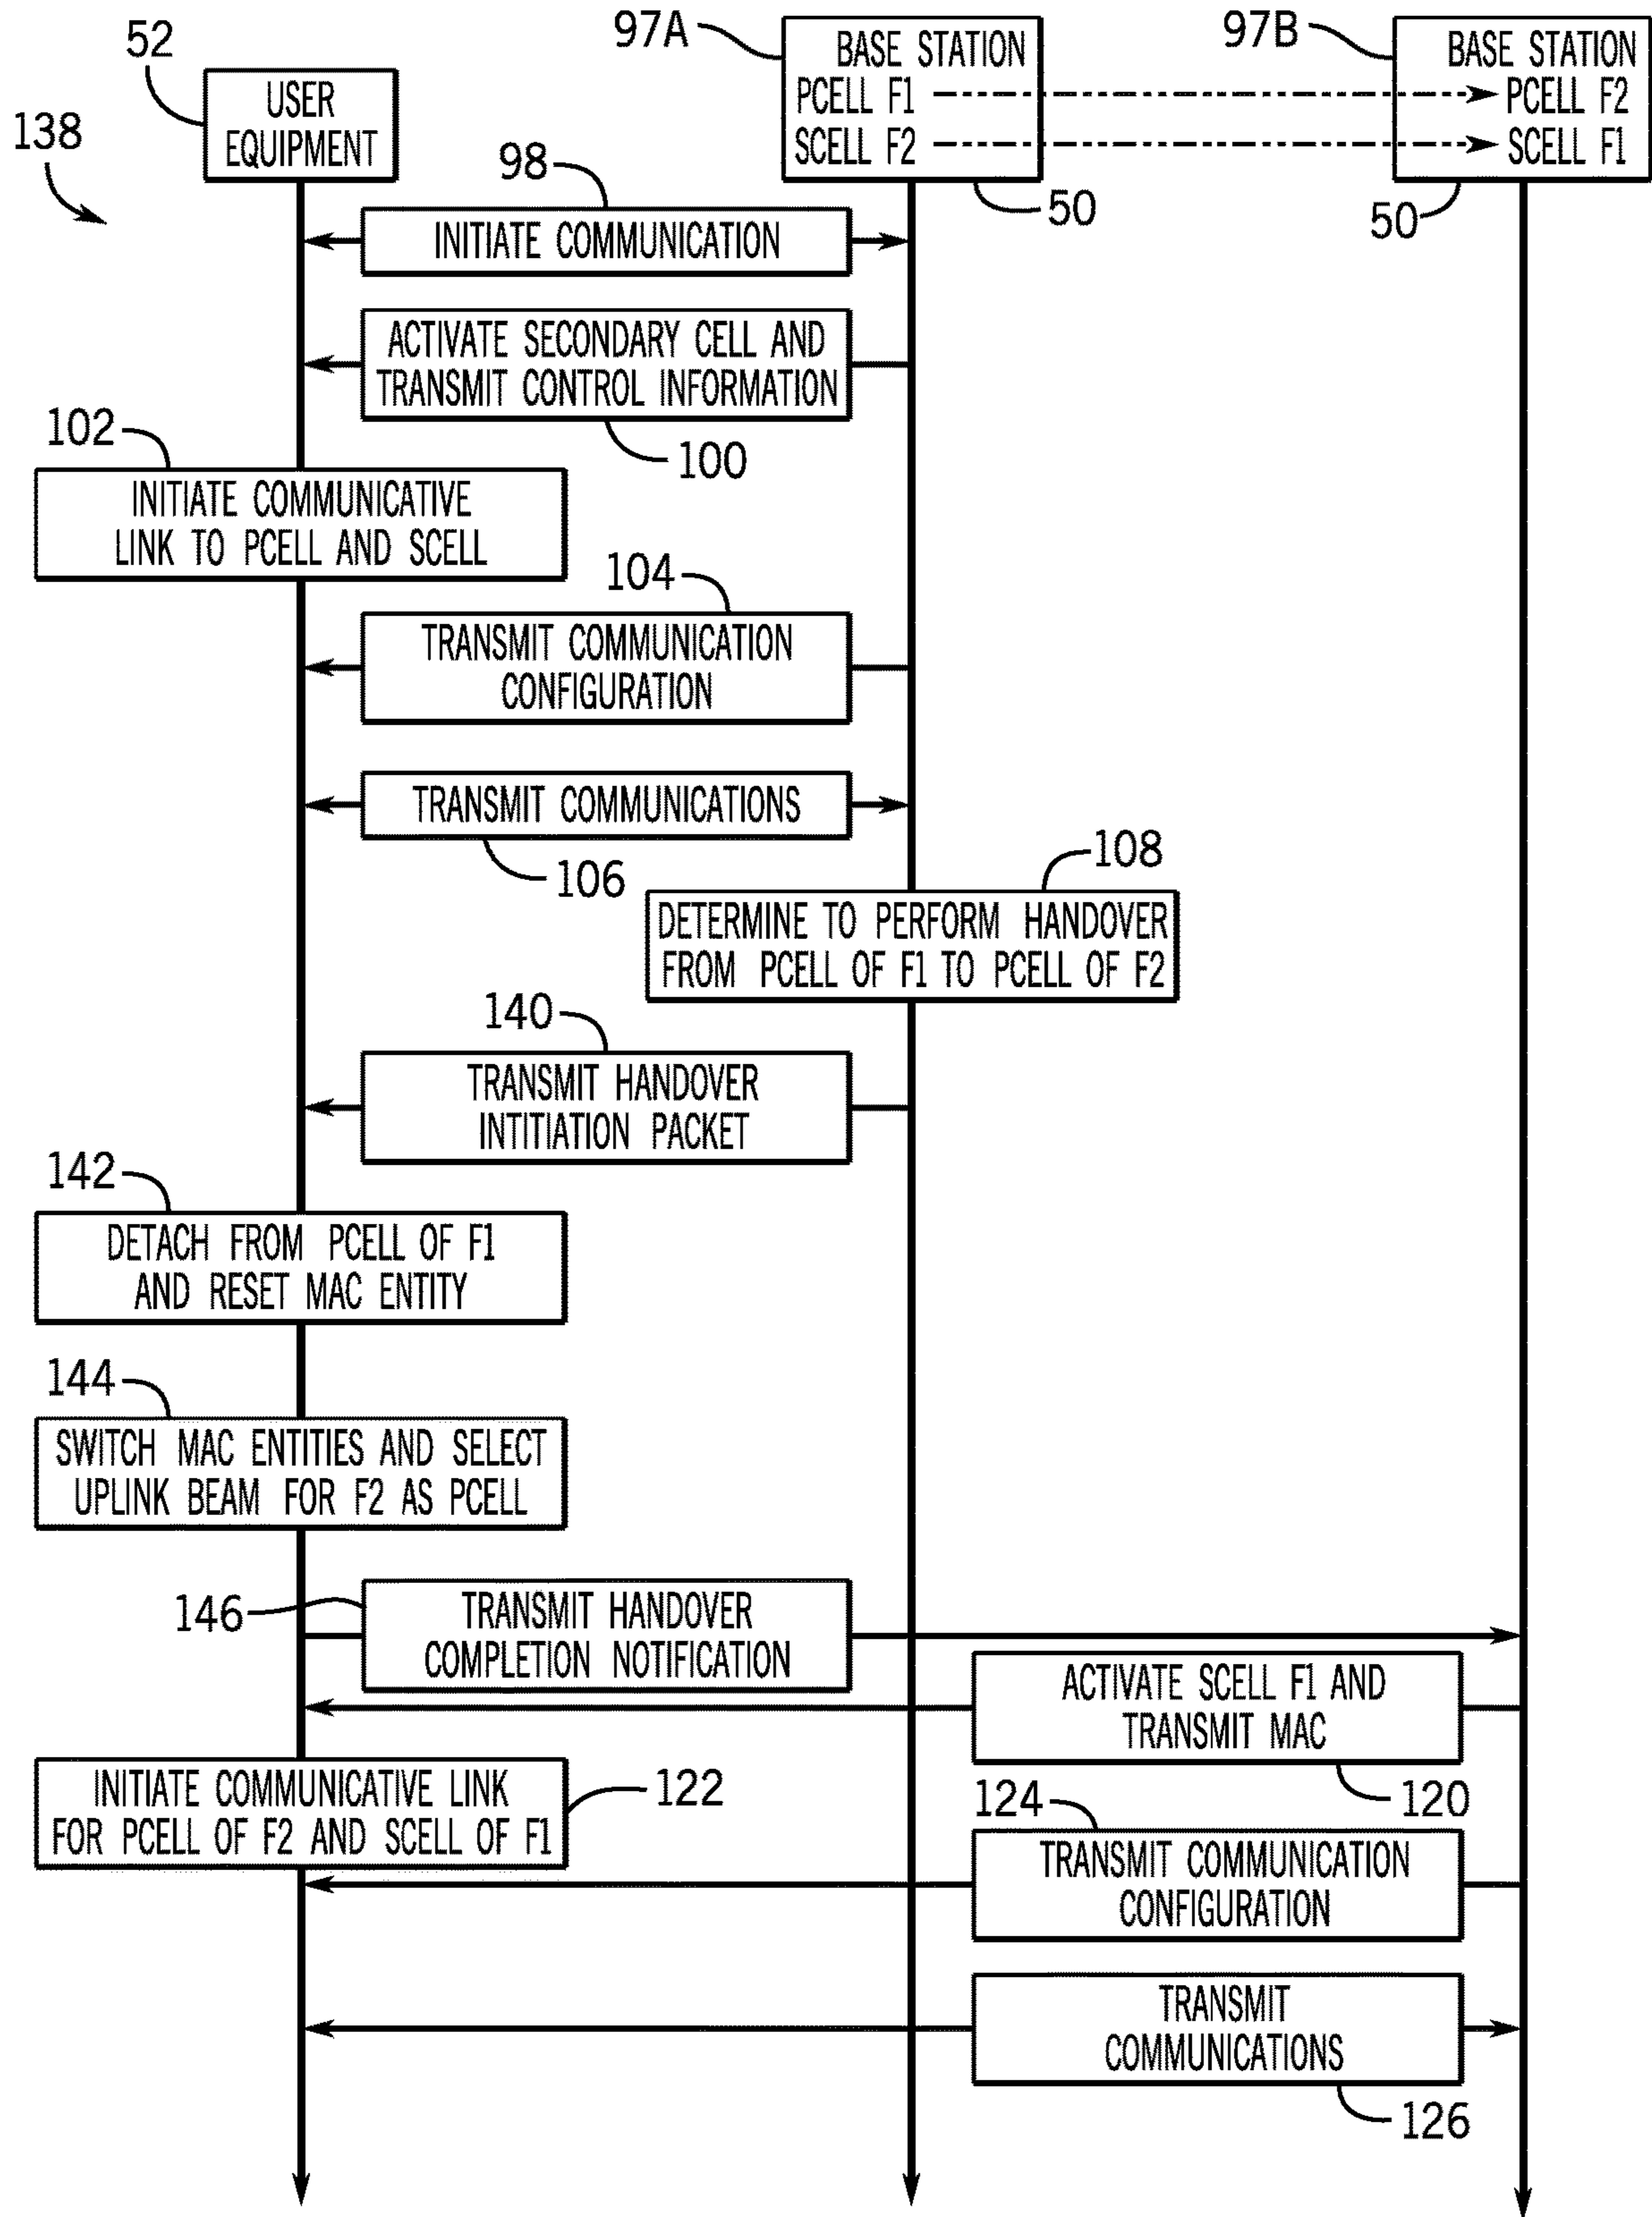 52
USER
EQUIPMENT
97A
BASE STATION
PCELL F1
SCELL F2
50
97B
BASE STATION
PCELL F2
SCELL F1
50
138
98
INITIATE COMMUNICATION
ACTIVATE SECONDARY CELL AND
TRANSMIT CONTROL INFORMATION
100
102
INITIATE COMMUNICATIVE
LINK TO PCELL AND SCELL
104
TRANSMIT COMMUNICATION
CONFIGURATION
TRANSMIT COMMUNICATIONS
106
108
DETERMINE TO PERFORM HANDOVER
FROM PCELL OF F1 TO PCELL OF F2
140
TRANSMIT HANDOVER
INTITIATION PACKET
142
DETACH FROM PCELL OF F1
AND RESET MAC ENTITY
144
SWITCH MAC ENTITIES AND SELECT
UPLINK BEAM FOR F2 AS PCELL
146
TRANSMIT HANDOVER
COMPLETION NOTIFICATION
ACTIVATE SCELL F1 AND
TRANSMIT MAC
120
INITIATE COMMUNICATIVE LINK
FOR PCELL OF F2 AND SCELL OF F1
122
124
TRANSMIT COMMUNICATION
CONFIGURATION
TRANSMIT
COMMUNICATIONS
126